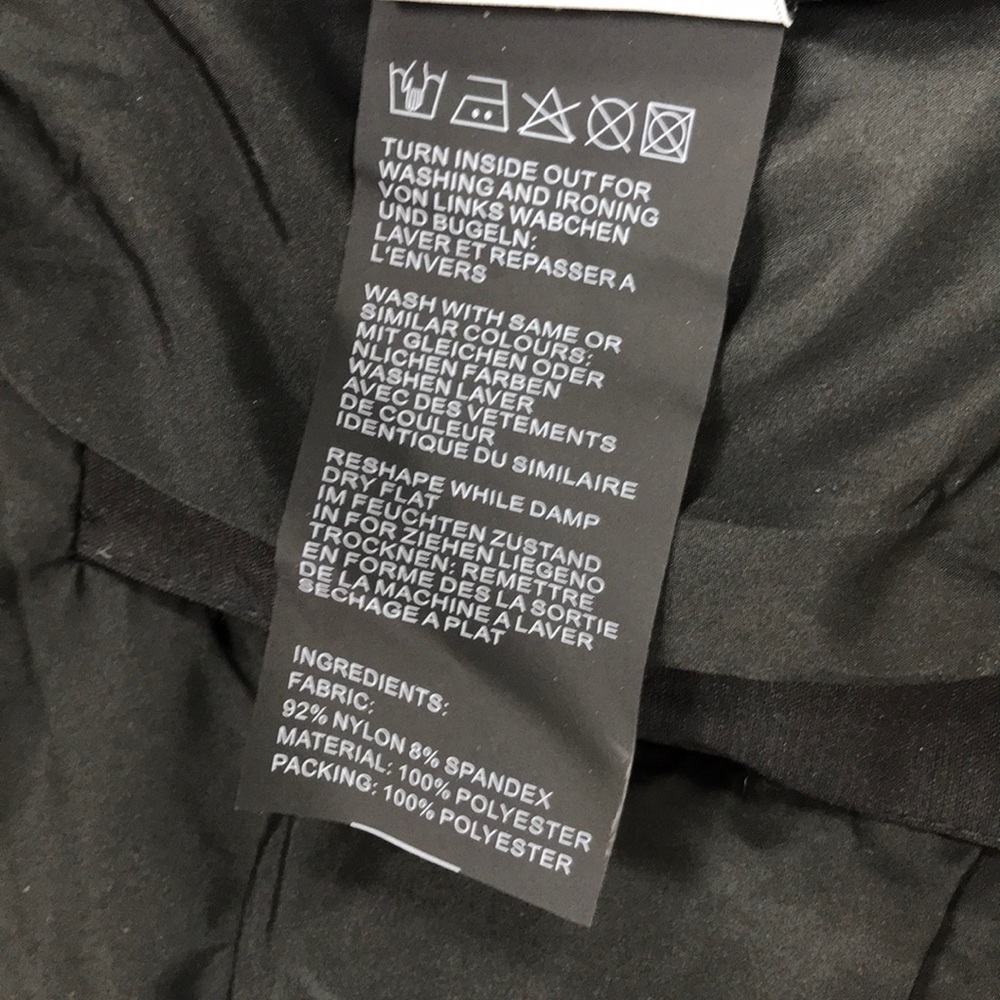 TURN INSIDE OUT FOR
WASHING AND IRONING
VON LINKS WABCHEN
UND BUGELN:
LAVER ET REPASSER A
L'ENVERS
WASH WITH SAME OR
SIMILAR COLOURS:
MIT GLEICHEN ODER
NLICHEN FARBEN
WASHEN LAVER
AVEC DES VETEMENTS
DE COULEUR
IDENTIQUE DU SIMILAIRE
RESHAPE WHILE DAMP
DRY FLAT
IM FEUCHTEN ZUSTAND
IN FOR ZIEHEN LIEGENO
TROCKNEN: REMETTRE
EN FORME DES LA SORTIE
DE LA MACHINE A LAVER
SECHAGE A PLAT
INGREDIENTS:
FABRIC:
92% NYLON 8% SPANDEX
MATERIAL: 100% POLYESTER
PACKING: 100% POLYESTER